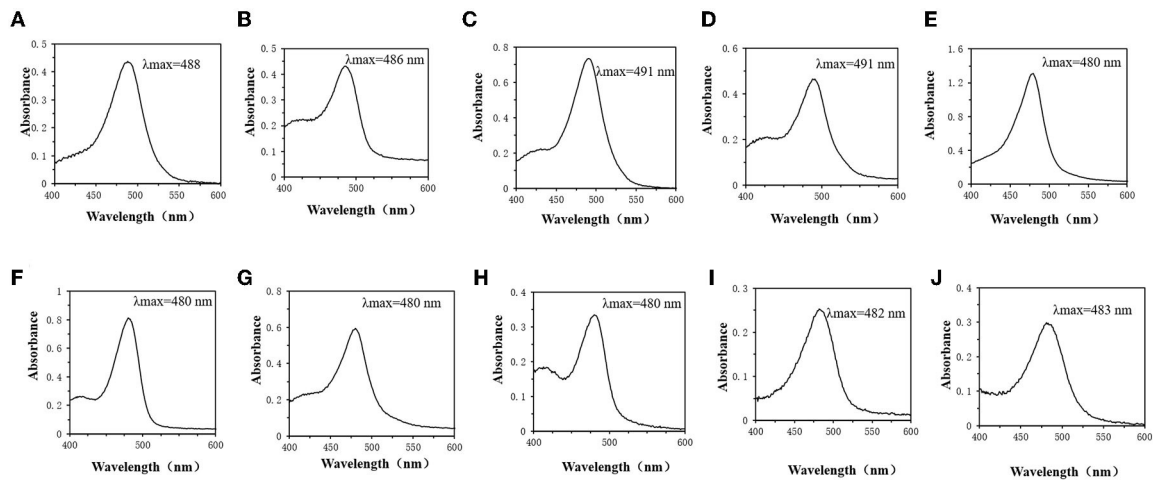 A
B
C
D
E
0.5
0.4
0.3
0.2
0.1
0
Absorbance
λmax=488
400 450 500 550 600
Wavelength (nm)
0.5
0.4
0.3
0.2
0.1
0
Absorbance
λmax=486 nm
400 500 600
Wavelength (nm)
0.8
0.6
0.4
0.2
0
Absorbance
λmax=491 nm
400 450 500 550 600
Wavelength (nm)
0.6
0.4
0.2
0
Absorbance
λmax=491 nm
400 500 600
Wavelength (nm)
1.6
1.2
0.8
0.4
0
Absorbance
λmax=480 nm
400 450 500 550 600
Wavelength (nm)
F
G
H
I
J
1
0.8
0.6
0.4
0.2
0
Absorbance
λmax=480 nm
400 500 600
Wavelength (nm)
0.8
0.6
0.4
0.2
0
Absorbance
λmax=480 nm
400 450 500 550 600
Wavelength (nm)
0.4
0.3
0.2
0.1
0
Absorbance
λmax=480 nm
400 500 600
Wavelength (nm)
0.3
0.2
0.1
0
Absorbance
λmax=482 nm
400 450 500 550 600
Wavelength (nm)
0.4
0.3
0.2
0.1
0
Absorbance
λmax=483 nm
400 450 500 550 600
Wavelength (nm)